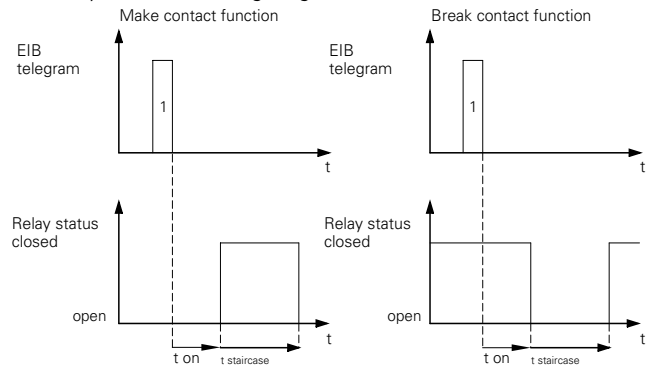 Make contact function
EIB
telegram
1
t
Relay status
closed
open
t
t on
t staircase
Break contact function
EIB
telegram
1
t
Relay status
closed
open
t
t on
t staircase